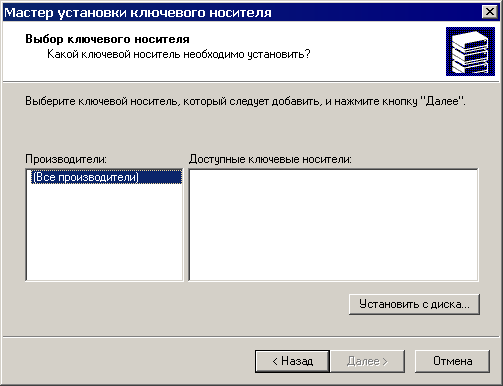 Мастер установки ключевого носителя
Выбор ключевого носителя
Какой ключевой носитель необходимо установить?
Выберите ключевой носитель, который следует добавить, и нажмите кнопку "Далее".
Производители:
Доступные ключевые носители:
(Все производители)
Установить с диска...
< Назад
Далее >
Отмена